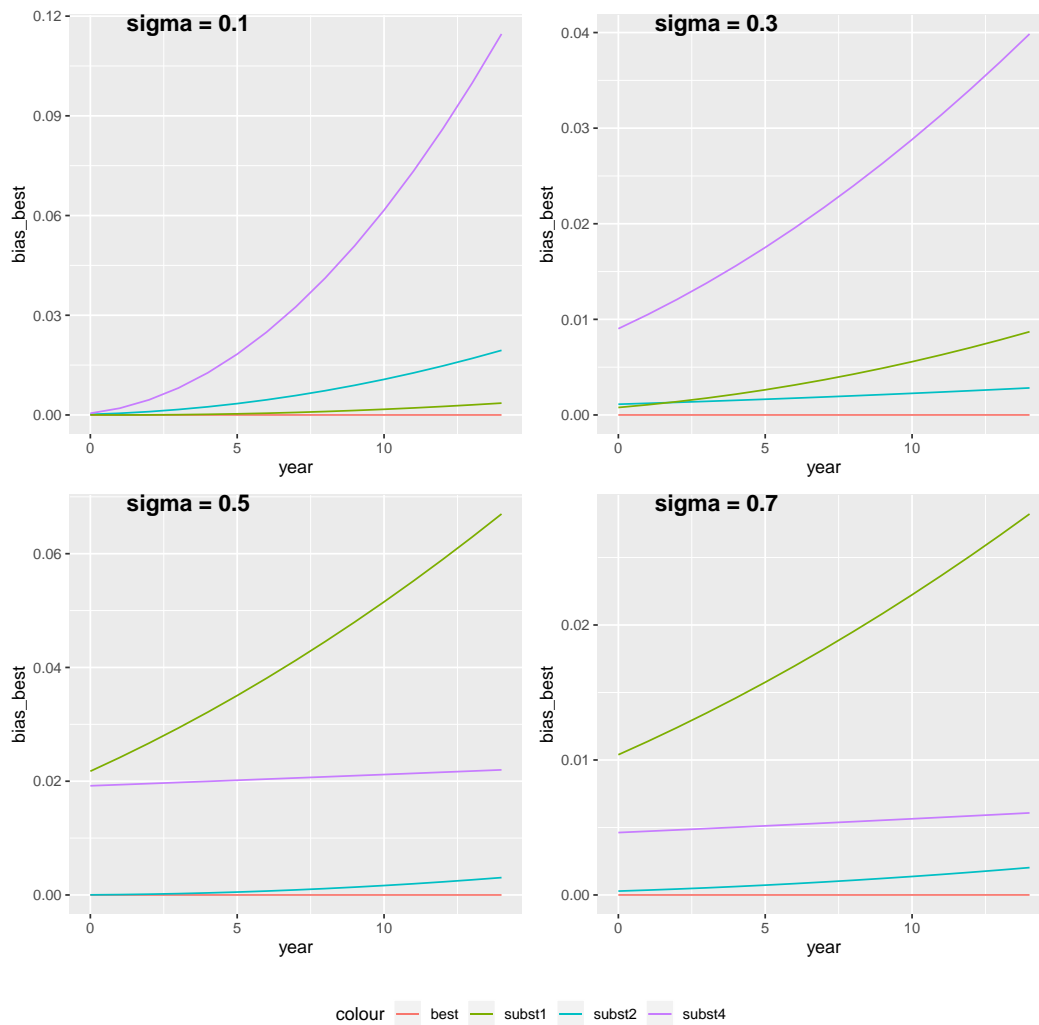 sigma = 0.1
0.12
0.09
0.06
0.03
0.00
bias_best
0 5 10
year
sigma = 0.3
0.04
0.03
0.02
0.01
0.00
bias_best
0 5 10
year
sigma = 0.5
0.06
0.04
0.02
0.00
bias_best
0 5 10
year
sigma = 0.7
0.02
0.01
0.00
bias_best
0 5 10
year
colour best subst1 subst2 subst4